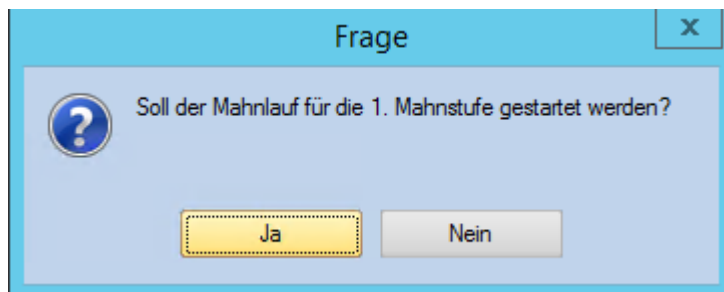 Frage
x
Soll der Mahnlauf für die 1. Mahnstufe gestartet werden?
?
Ja
Nein